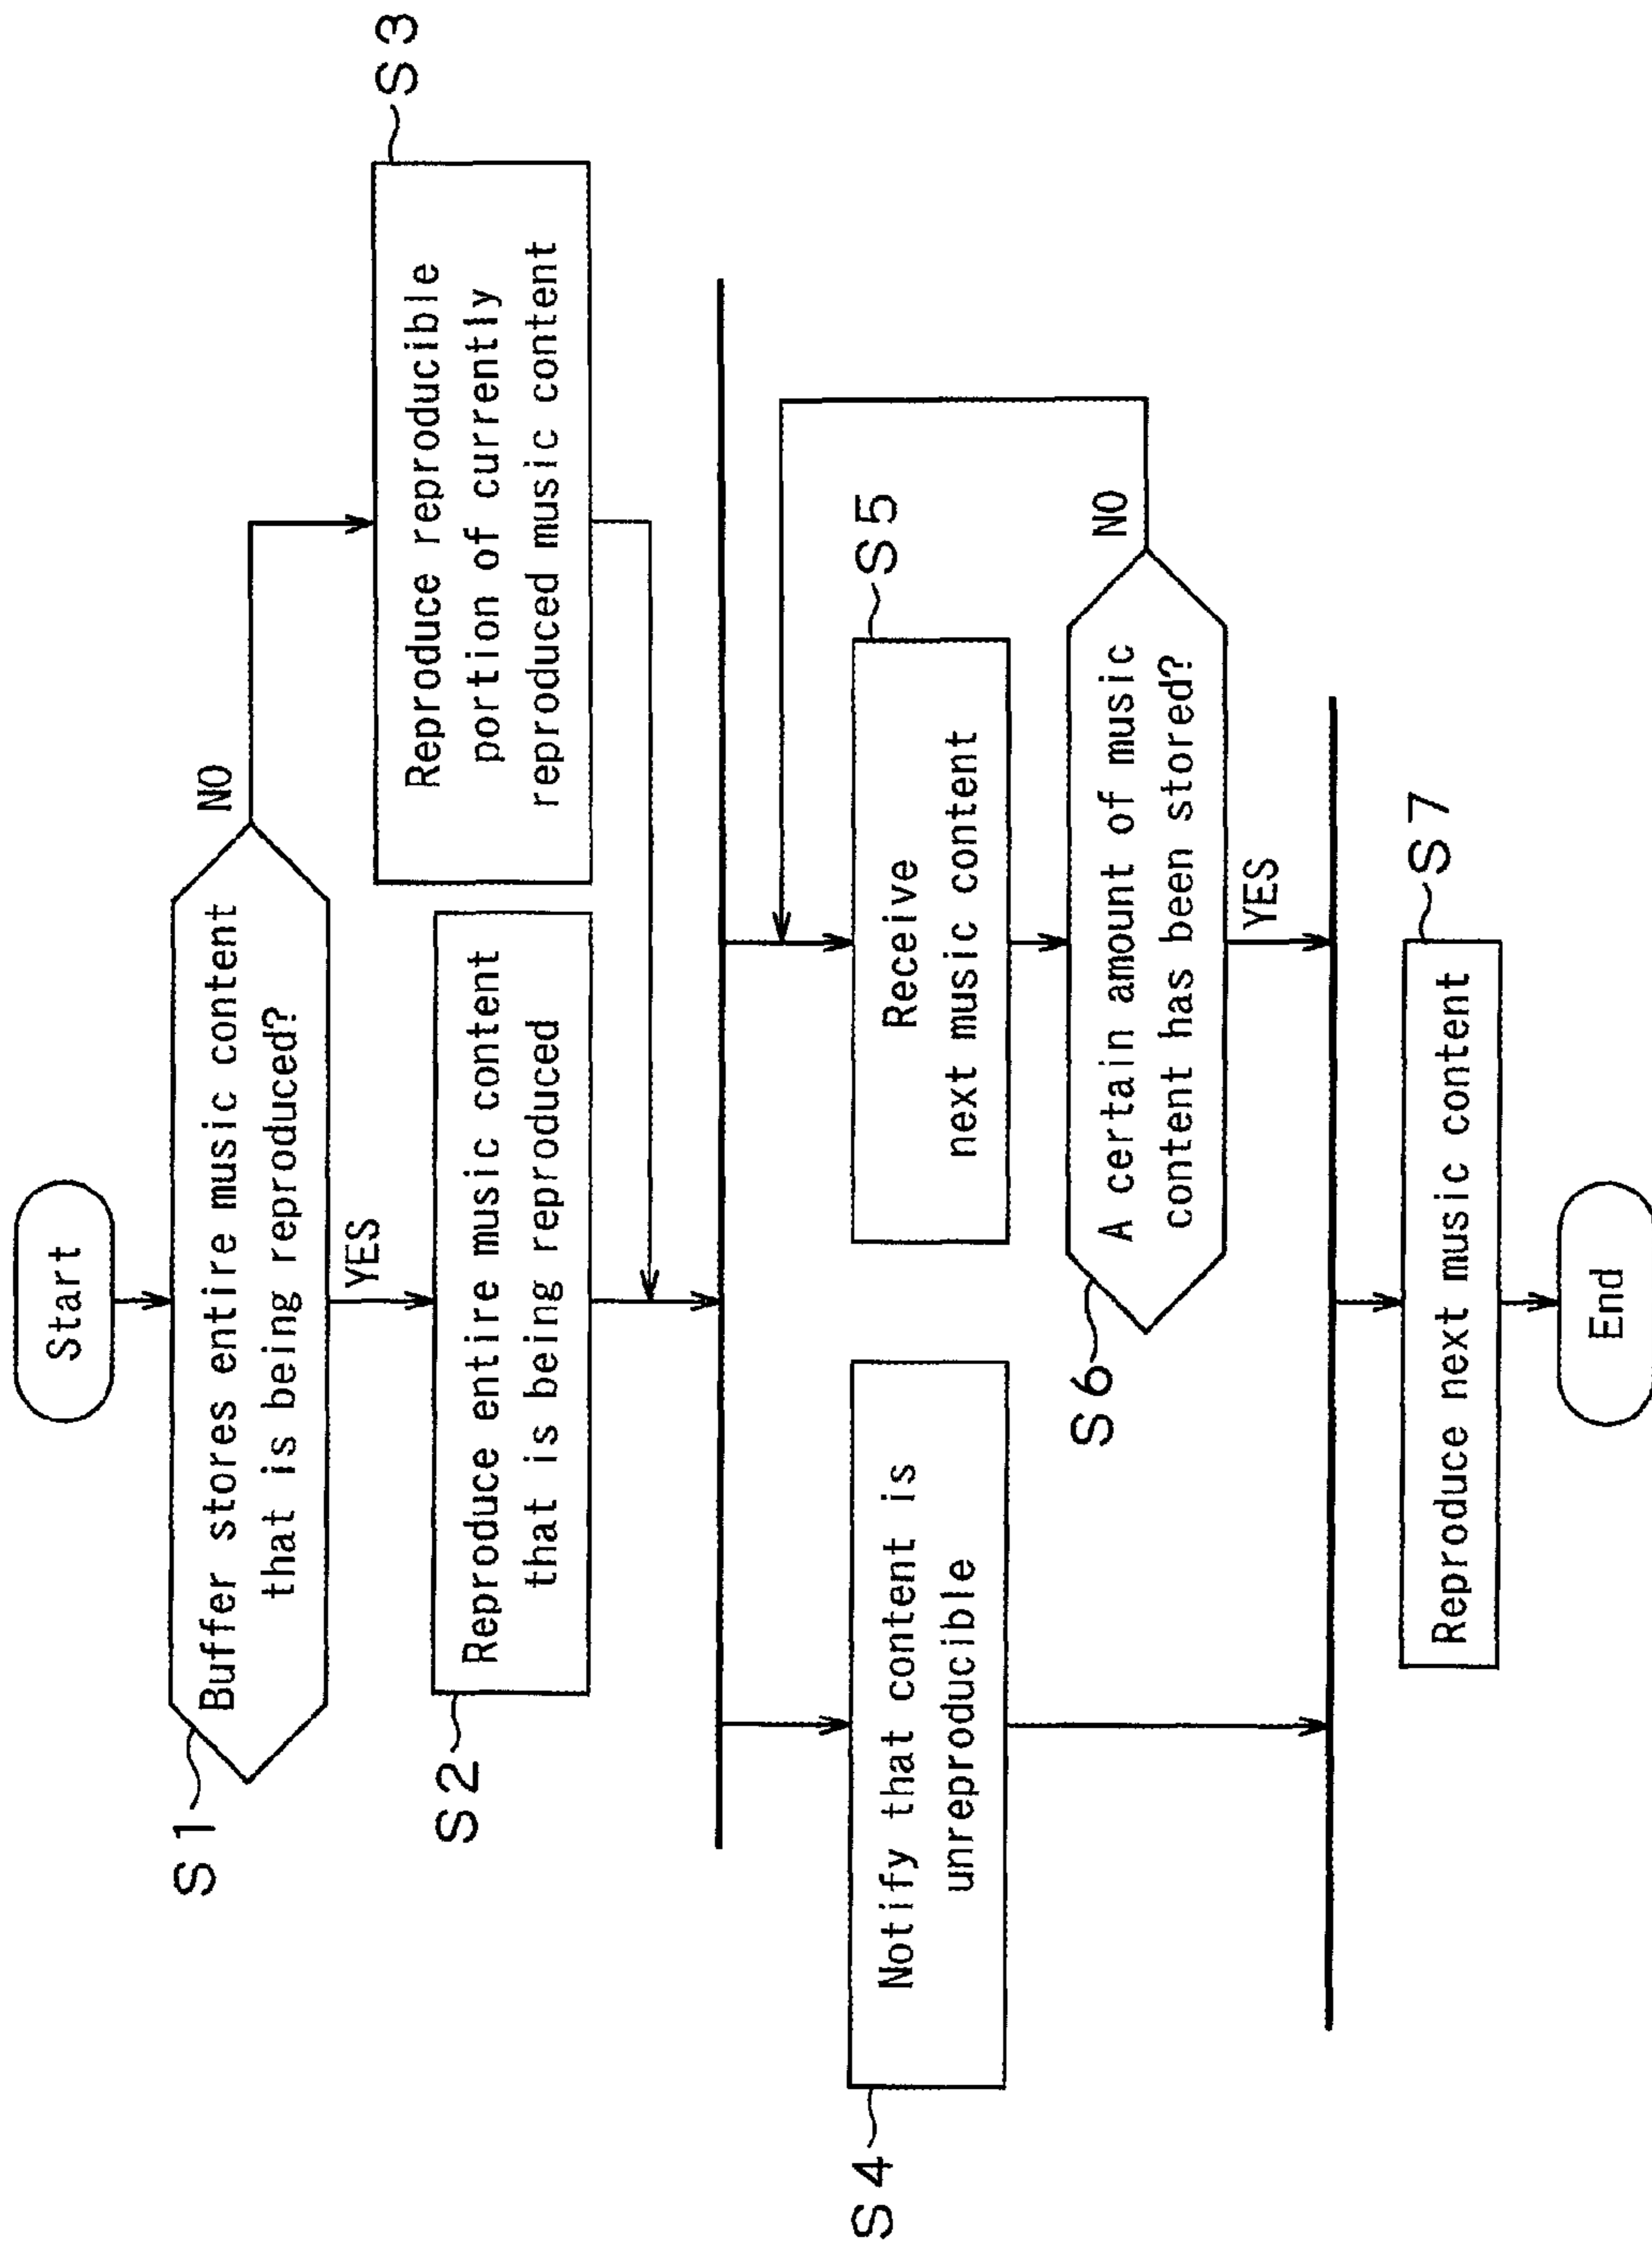 Start
S1
Buffer stores entire music content
that is being reproduced?
NO
YES
S2
Reproduce entire music content
that is being reproduced
S3
Reproduce reproducible
portion of currently
reproduced music content
S4
Notify that content is
unreproducible
S5
Receive
next music content
S6
A certain amount of music
content has been stored?
NO
YES
S7
Reproduce next music content
End